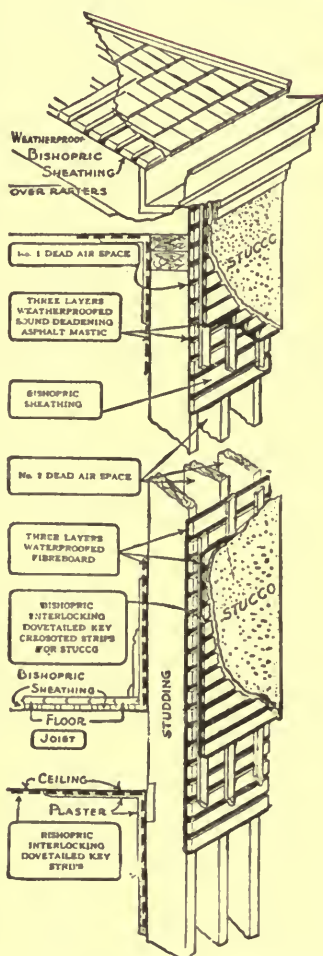 WEATHERPROOF
BISHOPRIC
SHEATHING
OVER RAFTERS
STUCCO
No. 1 DEAD AIR SPACE
THREE LAYERS
WEATHERPROOFED
SOUND DEADENING
ASPHALT MASTIC
BISHOPRIC
SHEATHING
No. 2 DEAD AIR SPACE
THREE LAYERS
WATERPROOFED
FIBREBOARD
STUCCO
BISHOPRIC
INTERLOCKING
DOVETAILED KEY
CREOSOTED STRIPS
FOR STUCCO
STUDDING
BISHOPRIC
SHEATHING
FLOOR
JOIST
CEILING
PLASTER
BISHOPRIC
INTERLOCKING
DOVETAILED KEY
STRIPS